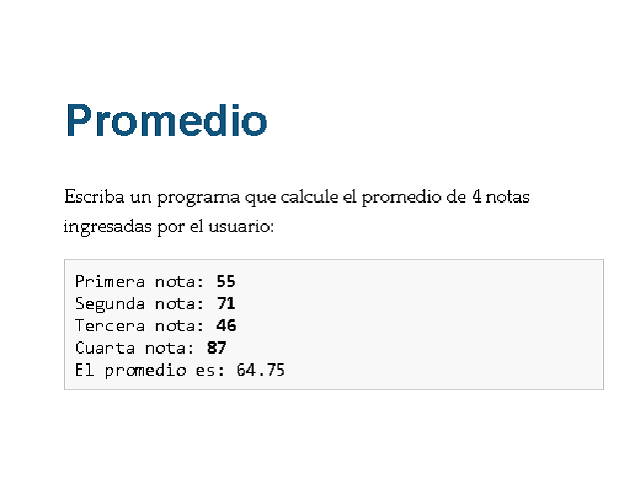 Promedio
Escriba un programa que calcule el promedio de 4 notas
ingresadas por el usuario:
Primera nota: 55
Segunda nota: 71
Tercera nota: 46
Cuarta nota: 87
El promedio es: 64.75